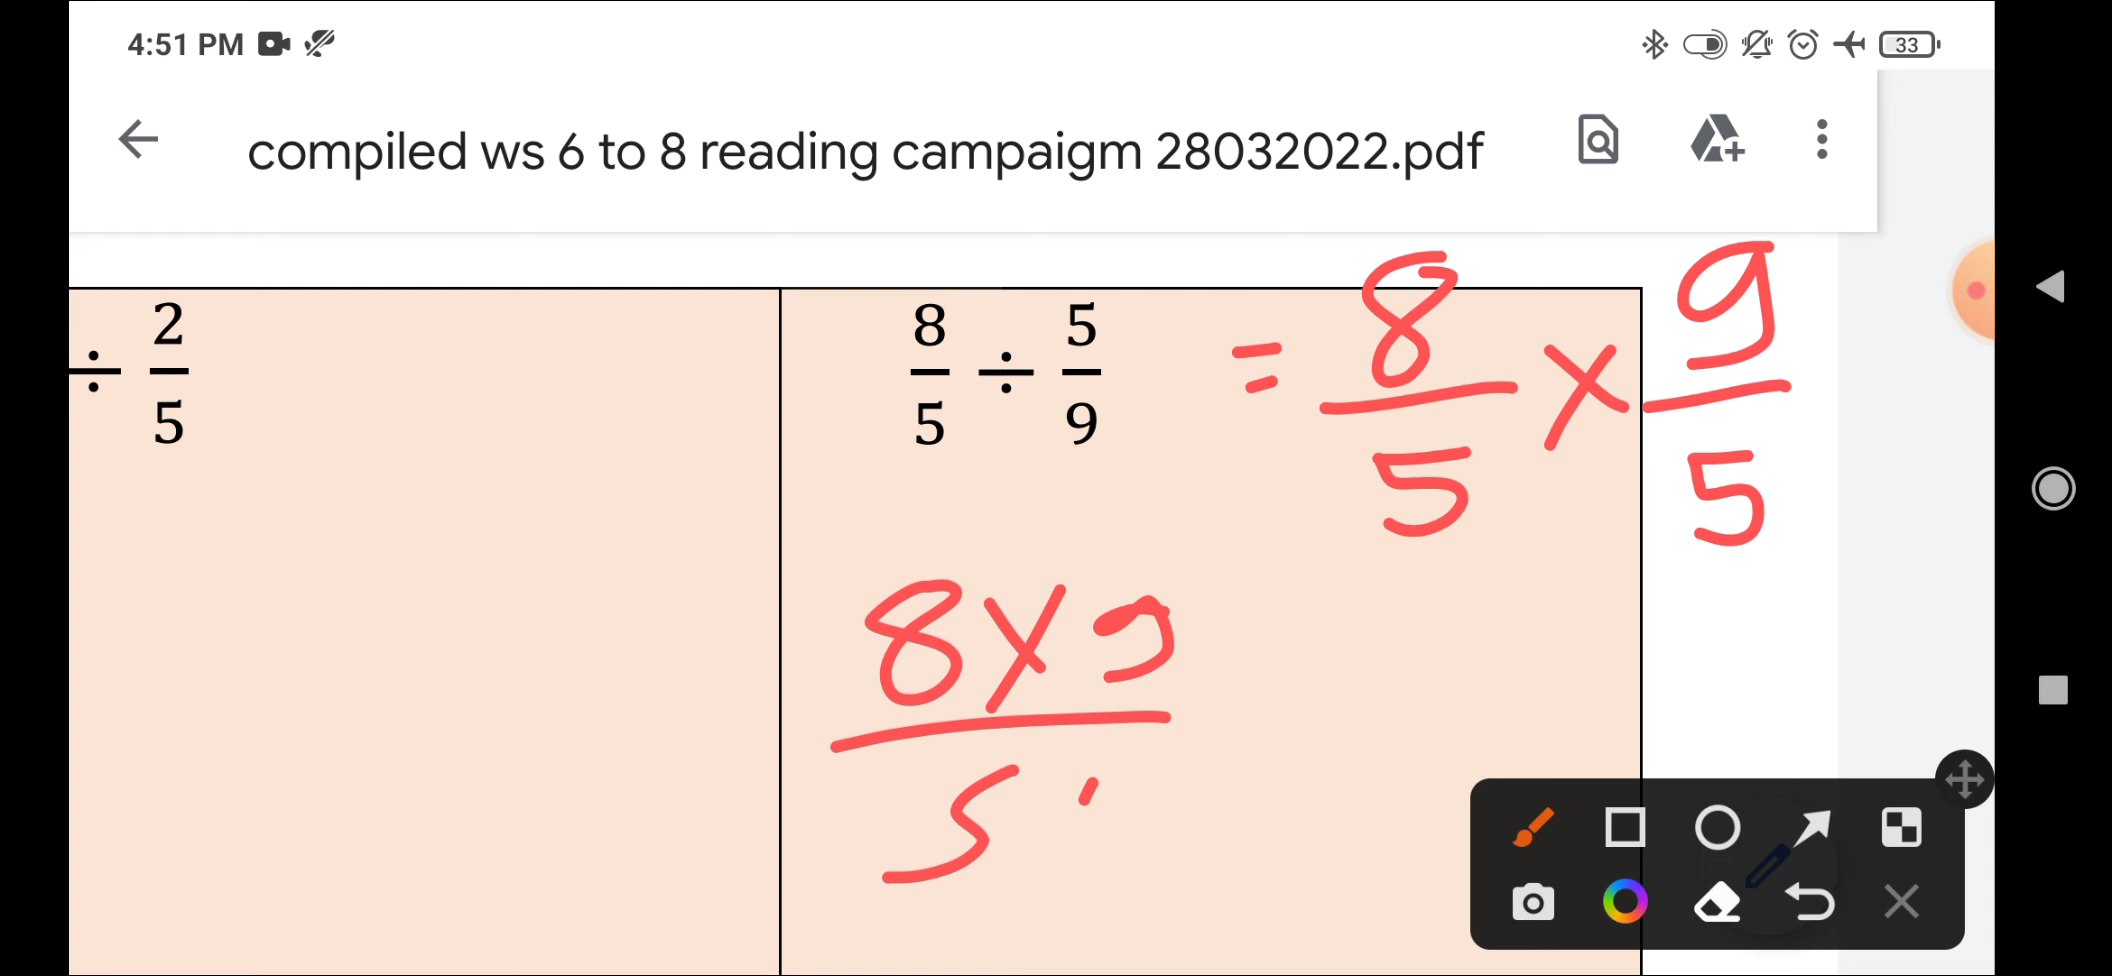 4:51 PM
33
compiled ws 6 to 8 reading campaigm 28032022.pdf
÷ 2/5
8/5 ÷ 5/9 = 8/5 × 9/5
8×9
5